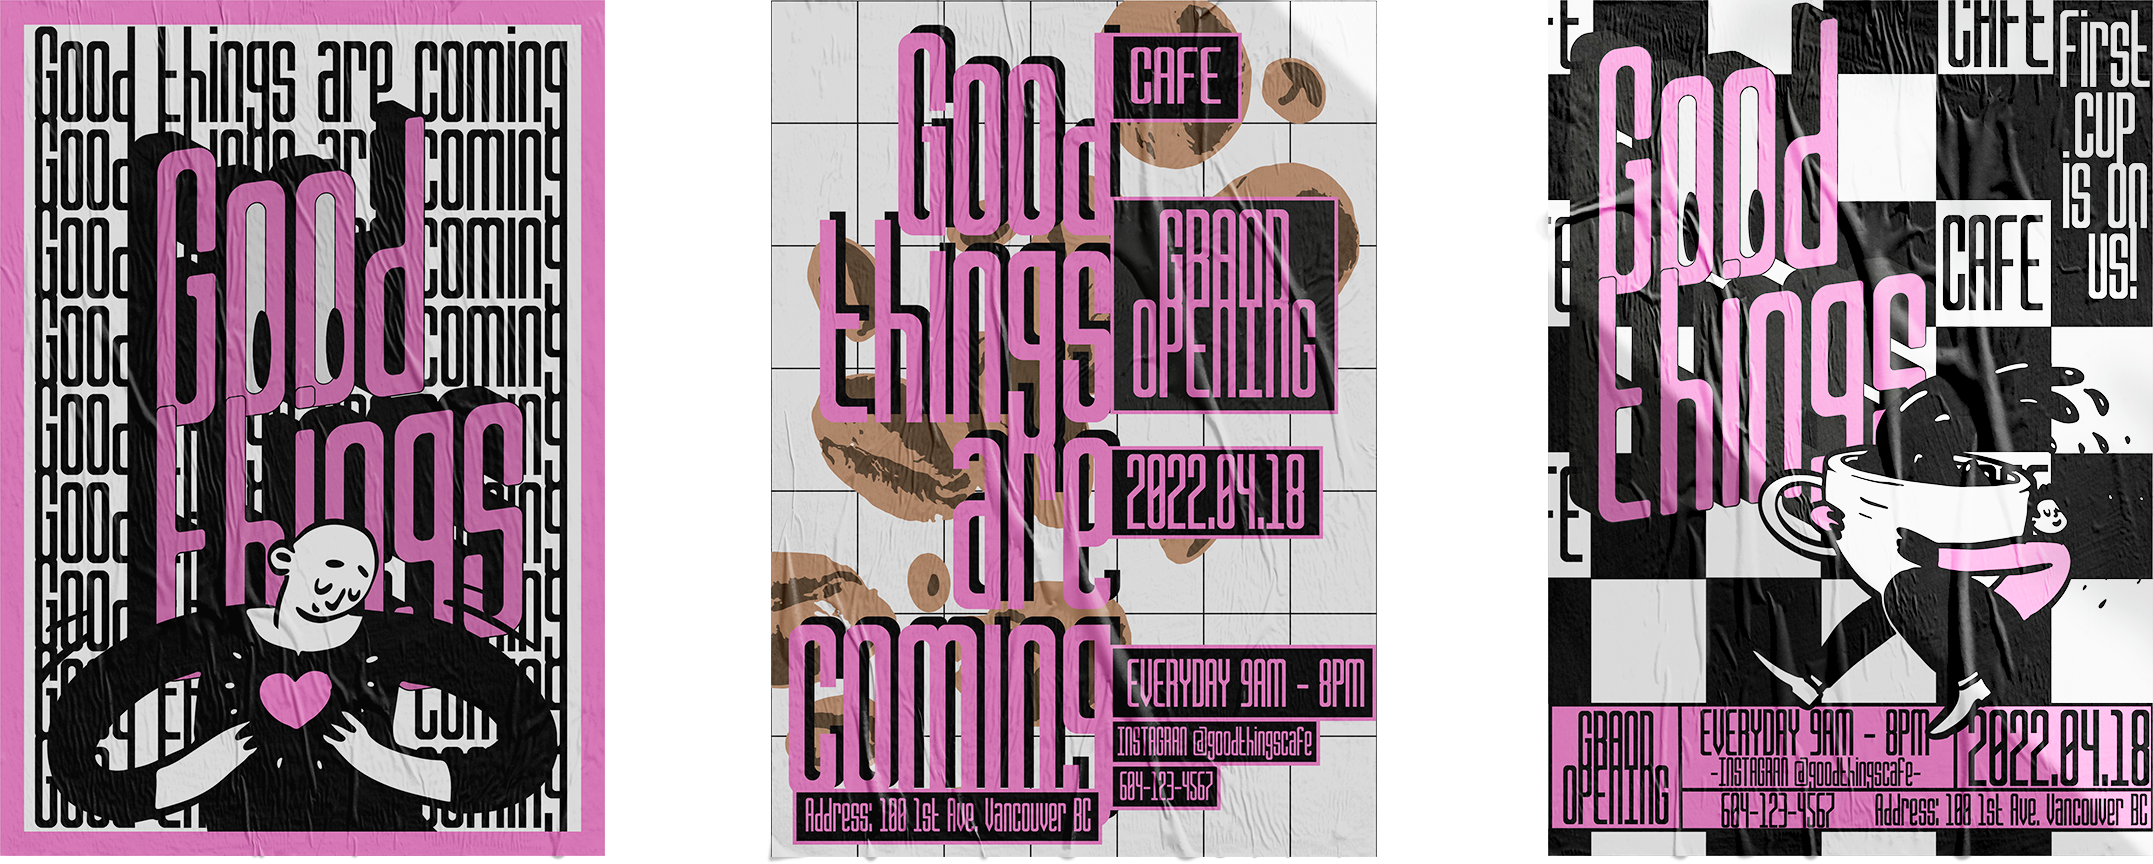 Good things are coming
Good things are coming
Good coming
Good coming
Good coming
Good coming
Good
Good
Good
Good things
Good
things
are
coming
CAFE
GRAND
OPENING
2022.04.18
EVERYDAY 9AM - 8PM
INSTAGRAM @goodthingscafe
604-123-4567
Address: 100 1st Ave, Vancouver BC
Good
things
CAFE
CAFE
First
cup
is on
us!
GRAND
OPENING
EVERYDAY 9AM - 8PM
-INSTAGRAM @goodthingscafe-
604-123-4567
2022.04.18
Address: 100 1st Ave, Vancouver BC